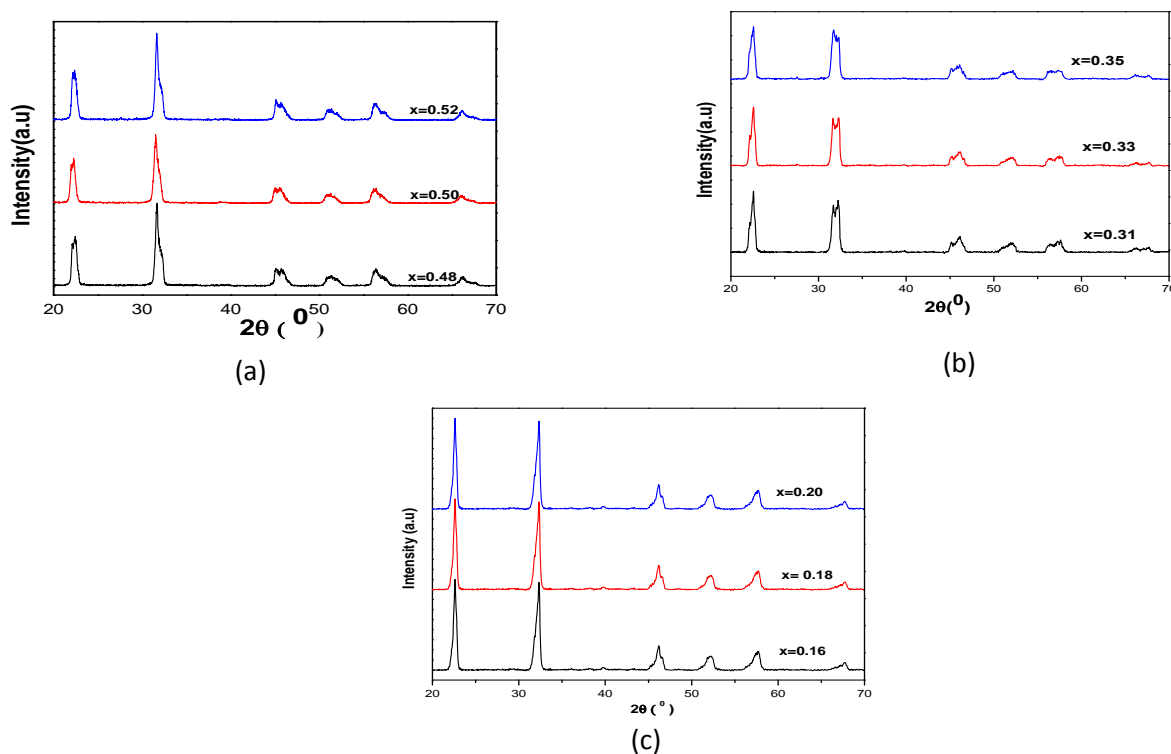 Intensity(a.u)
x=0.52
x=0.50
x=0.48
20 30 40 50 60 70
2θ ( 0 )
(a)
Intensity(a.u)
x=0.35
x=0.33
x=0.31
20 30 40 50 60 70
2θ(0)
(b)
Intensity (a.u)
x=0.20
x= 0.18
x=0.16
20 30 40 50 60 70
2θ ( o )
(c)